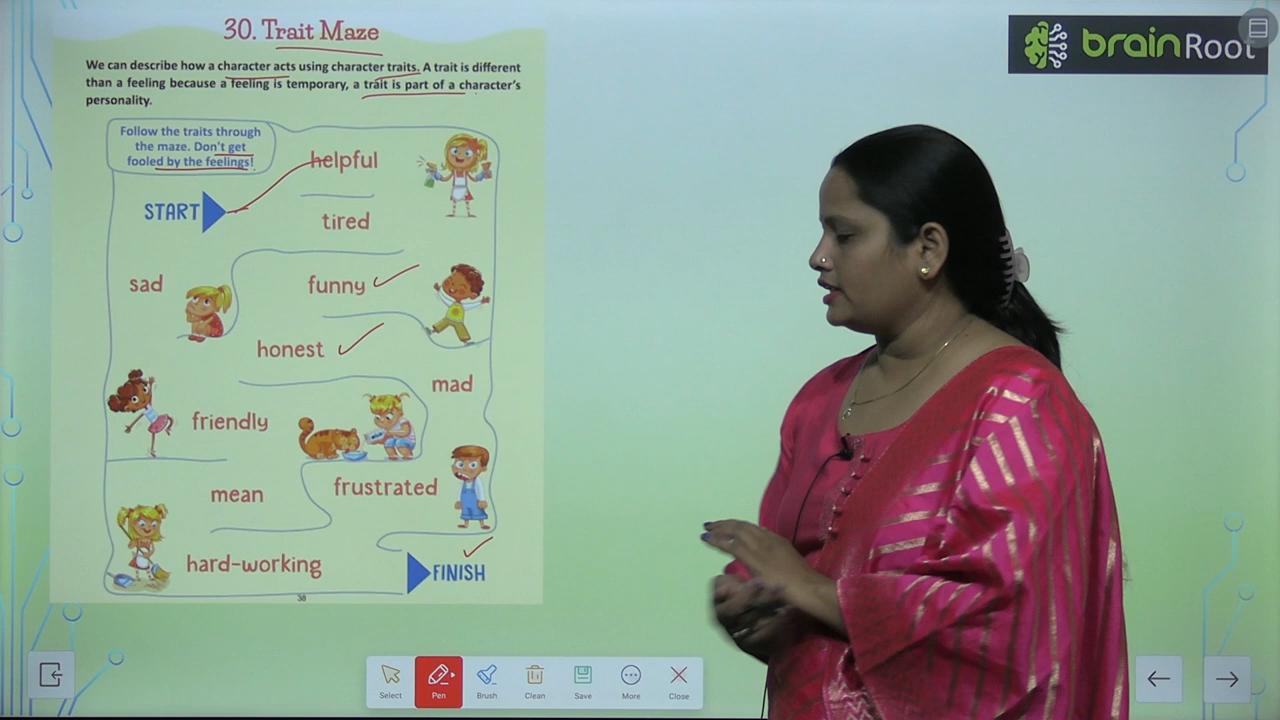 30. Trait Maze
We can describe how a character acts using character traits. A trait is different
than a feeling because a feeling is temporary, a trait is part of a character's
personality.
Follow the traits through
the maze. Don't get
fooled by the feelings!
helpful
START
tired
sad
funny
honest
mad
friendly
mean
frustrated
hard-working
FINISH
38
brainRoot
Select
Pen
Brush
Clean
Save
More
Close